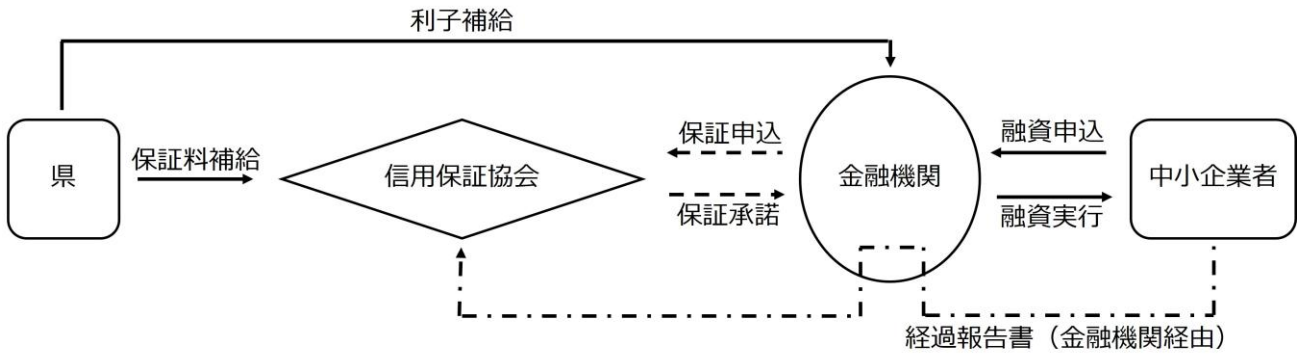 利子補給
県
保証料補給
信用保証協会
保証申込
保証承諾
金融機関
融資申込
融資実行
中小企業者
経過報告書（金融機関経由）